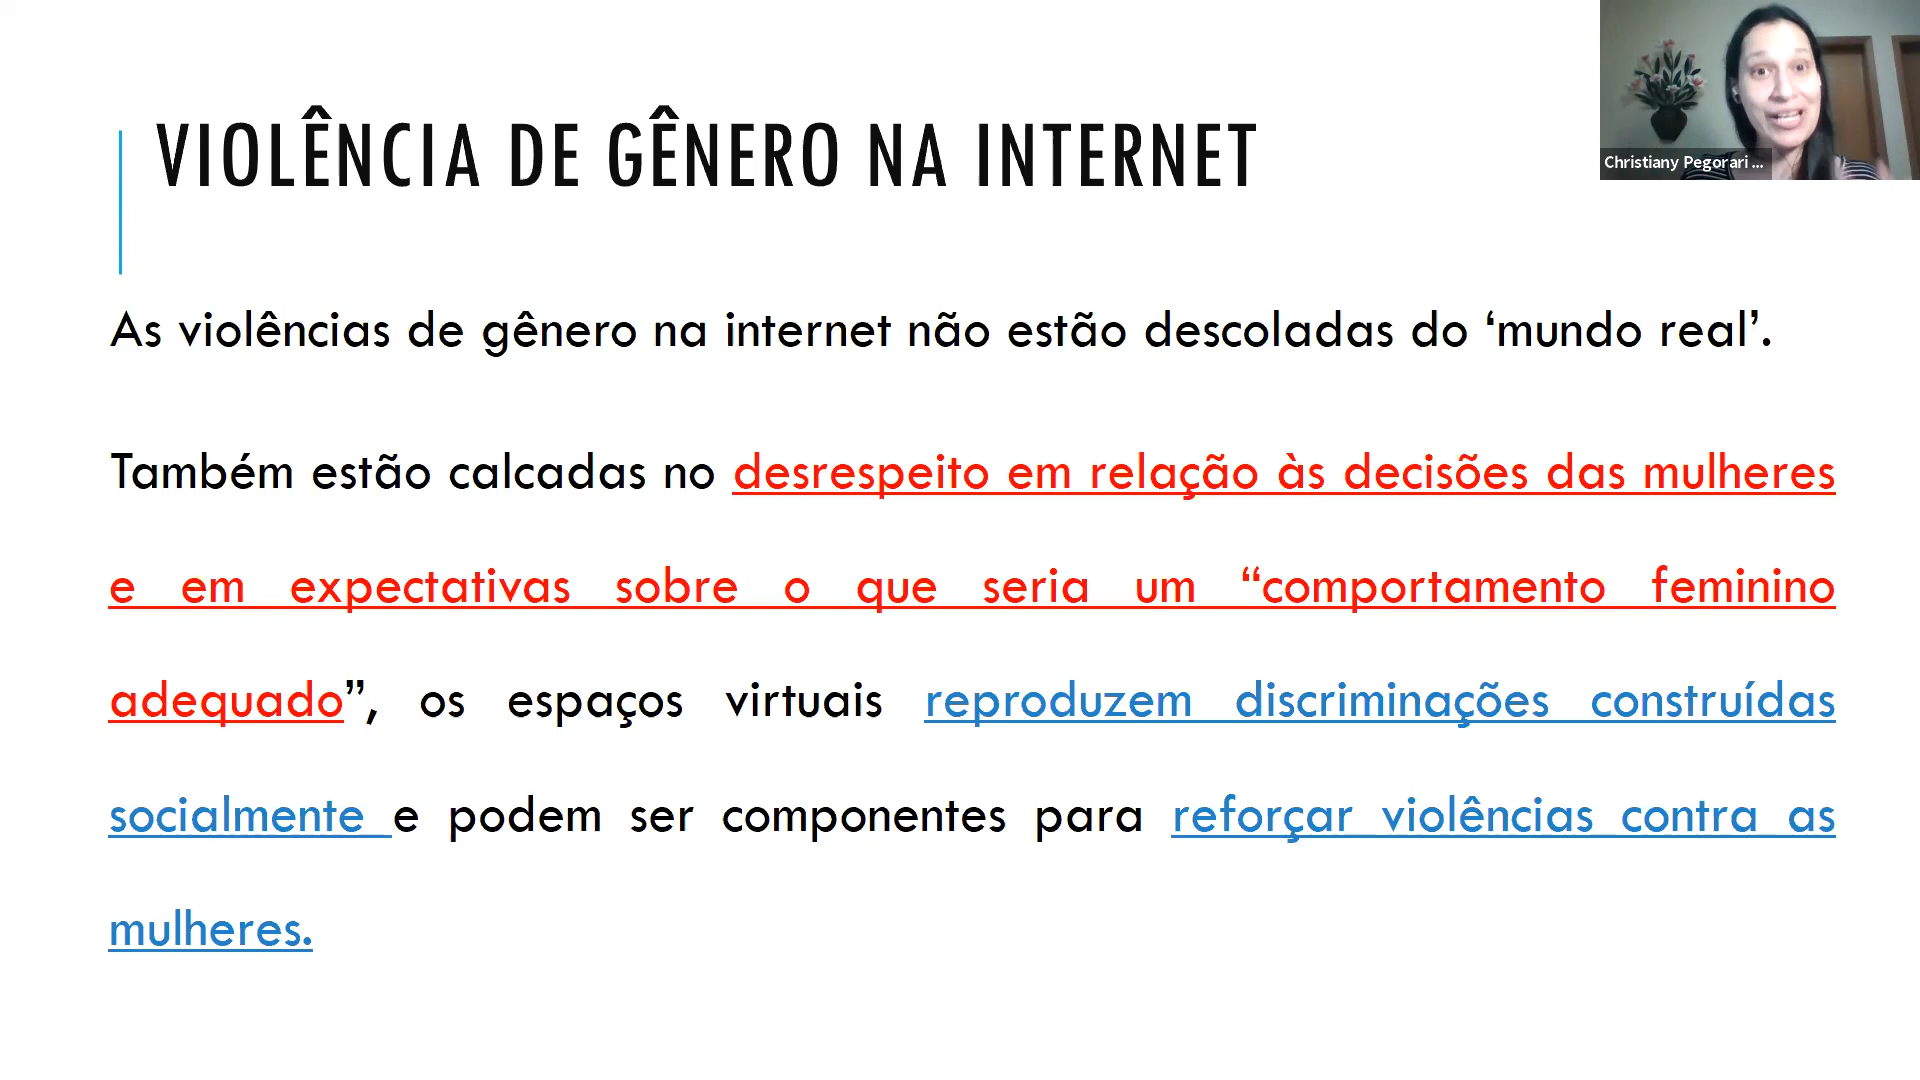 VIOLÊNCIA DE GÊNERO NA INTERNET
Christiany Pegorari ...
As violências de gênero na internet não estão descoladas do ‘mundo real’.
Também estão calcadas no desrespeito em relação às decisões das mulheres
e em expectativas sobre o que seria um “comportamento feminino
adequado”, os espaços virtuais reproduzem discriminações construídas
socialmente e podem ser componentes para reforçar violências contra as
mulheres.